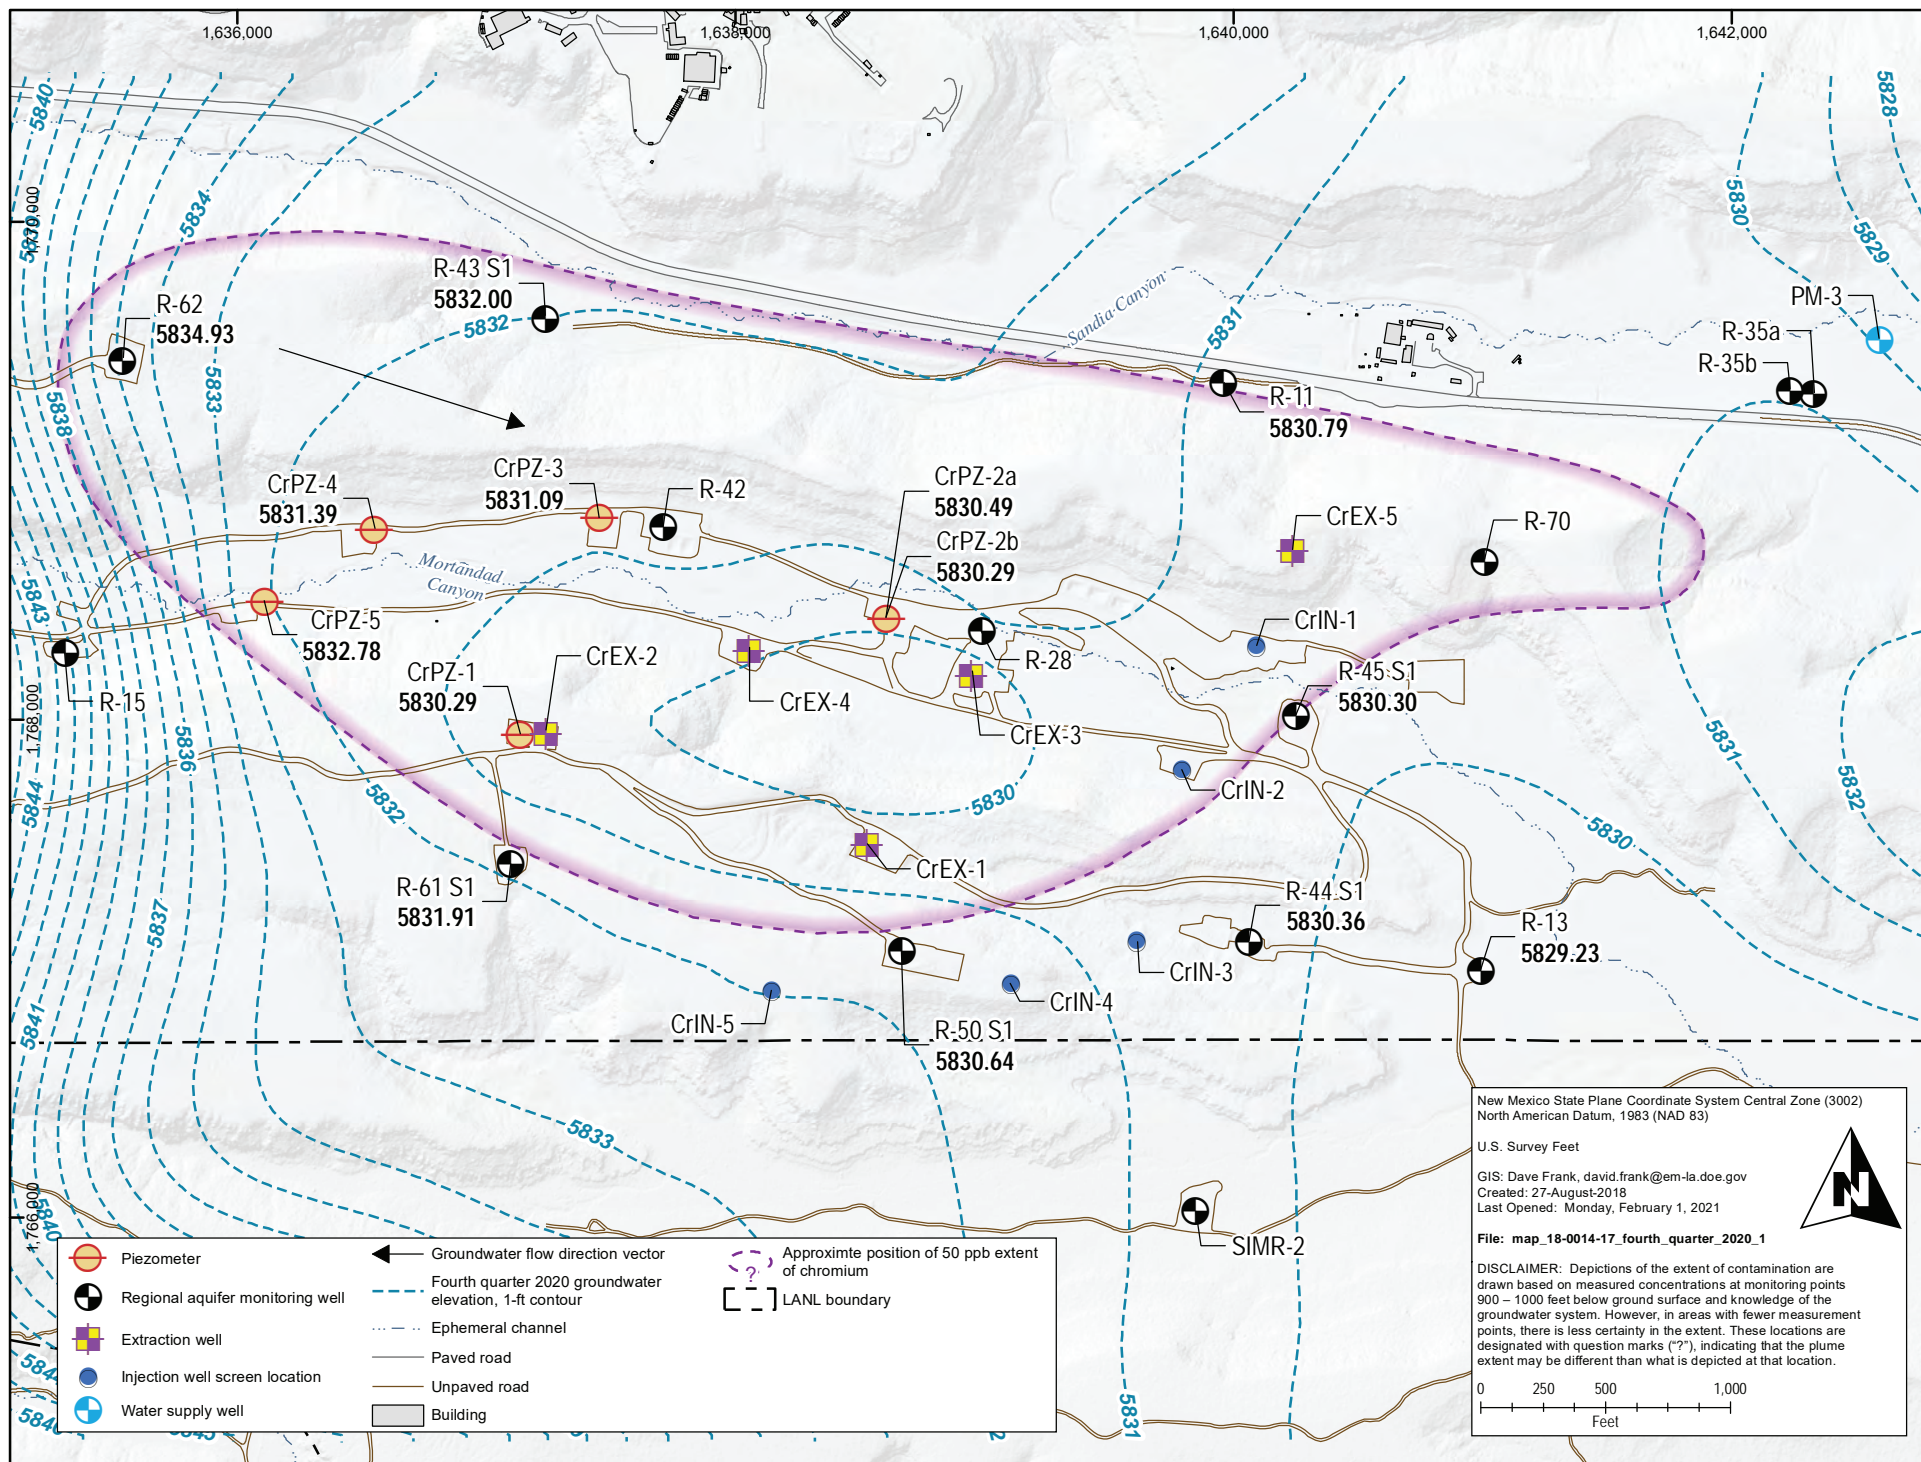 1,636,000
1,638,000
1,640,000
1,642,000
5840
5839
5834
5833
5838
5828
5830
5829
1,770,000
R-62
5834.93
R-43 S1
5832.00
5832
Sandia Canyon
5831
PM-3
R-35a
R-35b
R-11
5830.79
CrPZ-4
5831.39
CrPZ-3
5831.09
R-42
CrPZ-2a
5830.49
CrPZ-2b
5830.29
CrEX-5
R-70
Mortandad
Canyon
5843
CrPZ-5
5832.78
R-15
CrPZ-1
5830.29
CrEX-2
CrEX-4
R-28
CrEX-3
CrIN-1
R-45 S1
5830.30
1,768,000
5836
5844
5832
5830
CrIN-2
5831
5832
5830
CrEX-1
R-61 S1
5831.91
5837
R-44 S1
5830.36
R-13
5829.23
CrIN-3
CrIN-4
CrIN-5
R-50 S1
5830.64
5841
5833
1,766,000
5840
SIMR-2
5831
Piezometer
Regional aquifer monitoring well
Extraction well
Injection well screen location
Water supply well
Groundwater flow direction vector
Fourth quarter 2020 groundwater
elevation, 1-ft contour
Ephemeral channel
Paved road
Unpaved road
Building
?
Approximte position of 50 ppb extent
of chromium
LANL boundary
New Mexico State Plane Coordinate System Central Zone (3002)
North American Datum, 1983 (NAD 83)
U.S. Survey Feet
GIS: Dave Frank, david.frank@em-la.doe.gov
Created: 27-August-2018
Last Opened: Monday, February 1, 2021
N
File: map_18-0014-17_fourth_quarter_2020_1
DISCLAIMER: Depictions of the extent of contamination are
drawn based on measured concentrations at monitoring points
900 – 1000 feet below ground surface and knowledge of the
groundwater system. However, in areas with fewer measurement
points, there is less certainty in the extent. These locations are
designated with question marks ("?"), indicating that the plume
extent may be different than what is depicted at that location.
0 250 500 1,000
Feet